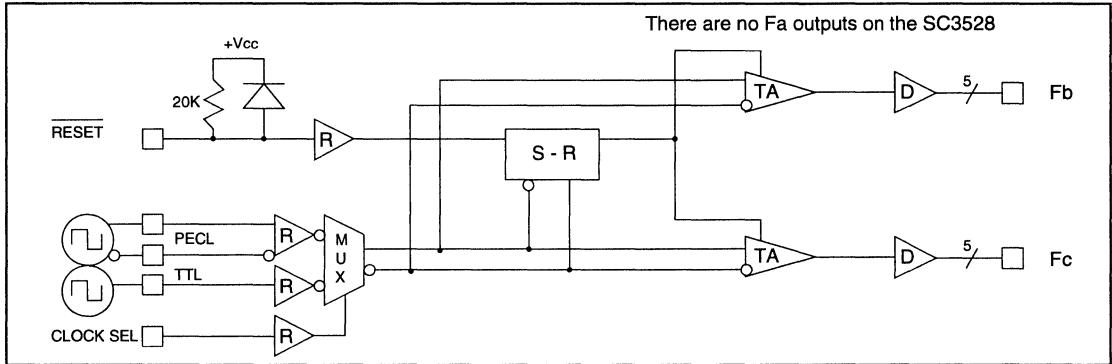 There are no Fa outputs on the SC3528
+Vcc
20K
RESET
R
S - R
TA
D
5
Fb
PECL
R
MUX
TTL
R
CLOCK SEL
R
TA
D
5
Fc